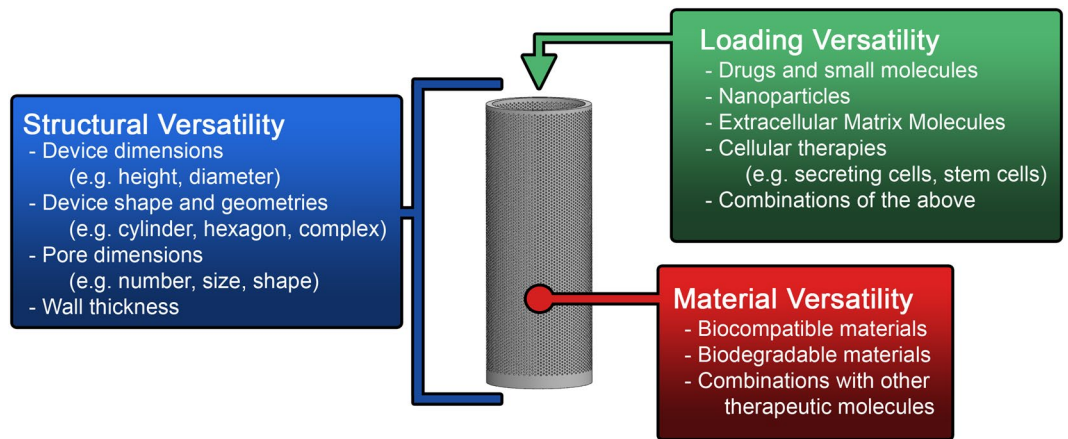 Structural Versatility
- Device dimensions
(e.g. height, diameter)
- Device shape and geometries
(e.g. cylinder, hexagon, complex)
- Pore dimensions
(e.g. number, size, shape)
- Wall thickness
Loading Versatility
- Drugs and small molecules
- Nanoparticles
- Extracellular Matrix Molecules
- Cellular therapies
(e.g. secreting cells, stem cells)
- Combinations of the above
Material Versatility
- Biocompatible materials
- Biodegradable materials
- Combinations with other
therapeutic molecules